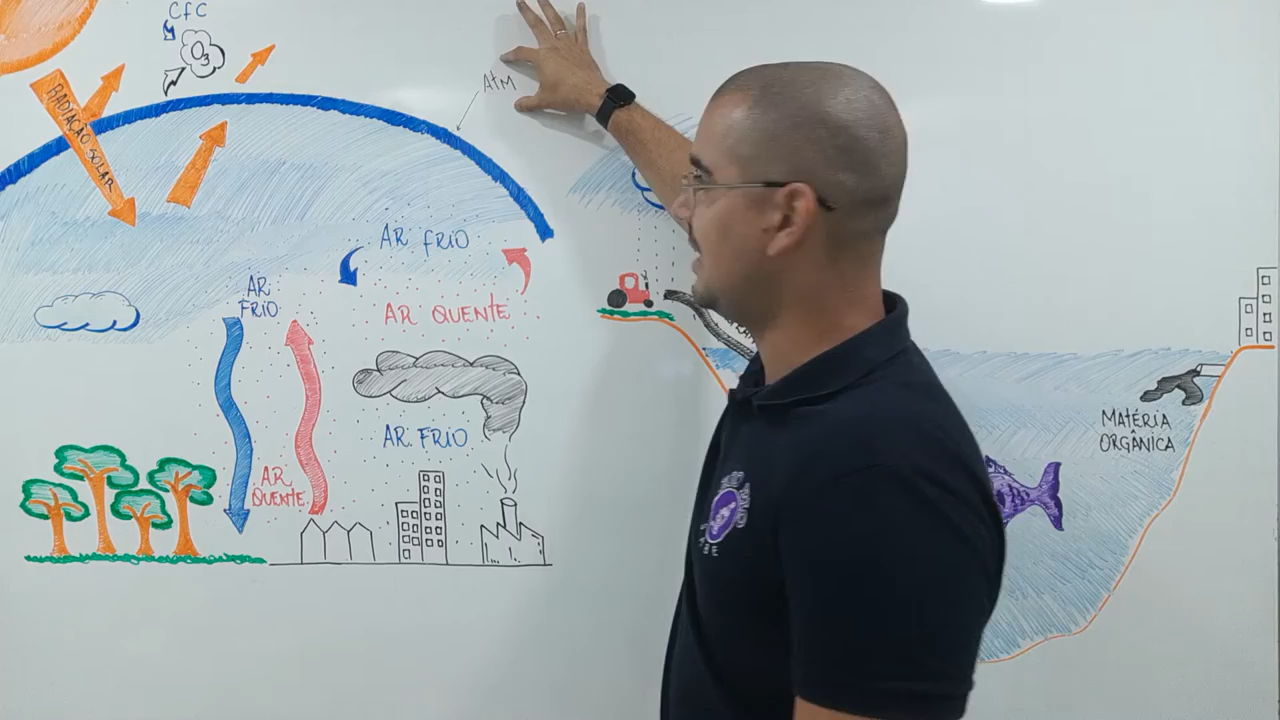 CFC
O3
RADIAÇÃO SOLAR
ATM
AR FRIO
AR
FRIO
AR QUENTE
AR FRIO
AR
QUENTE
MATÉRIA
ORGÂNICA